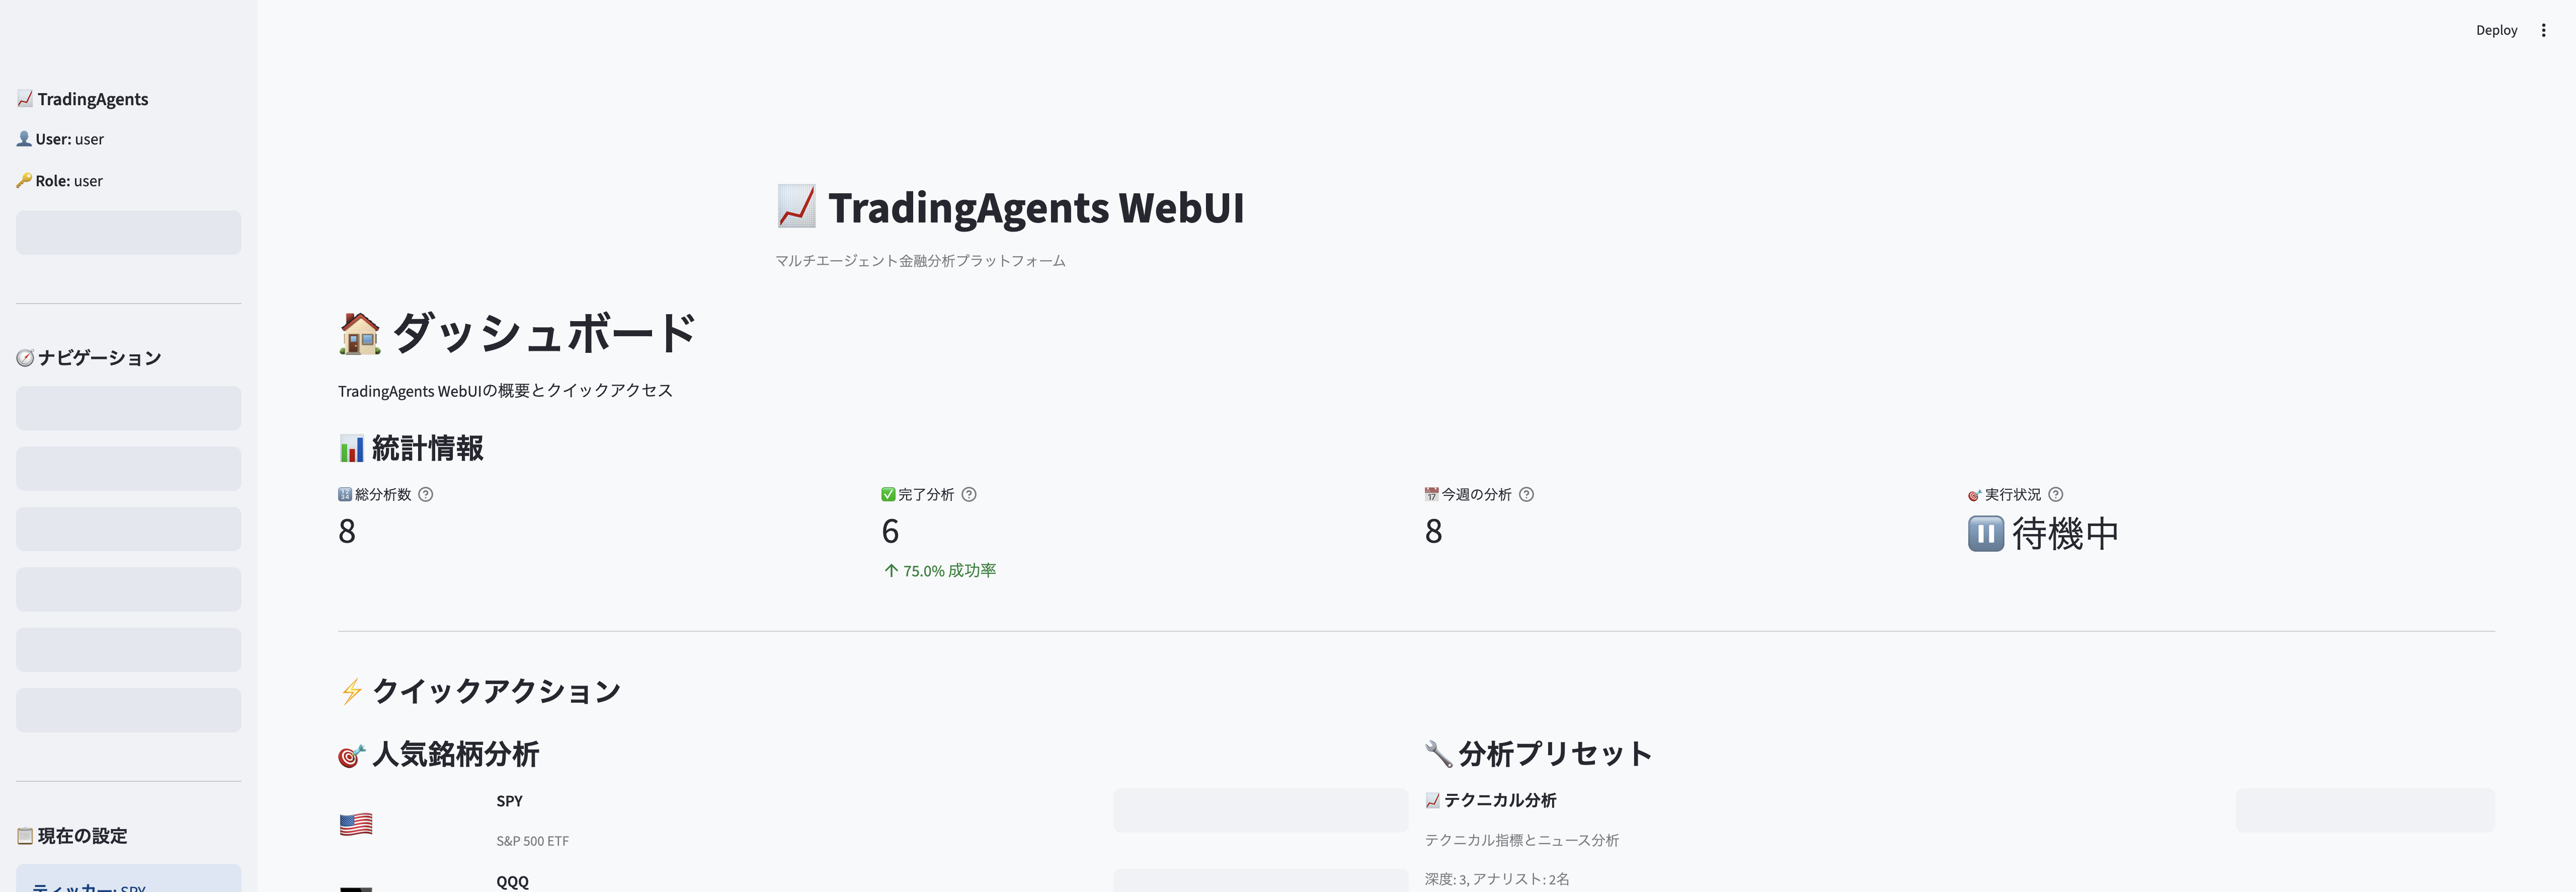 Deploy
TradingAgents
User: user
Role: user
ナビゲーション
現在の設定
ティッカー: SPY
TradingAgents WebUI
マルチエージェント金融分析プラットフォーム
ダッシュボード
TradingAgents WebUIの概要とクイックアクセス
統計情報
総分析数
8
完了分析
6
75.0% 成功率
今週の分析
8
実行状況
待機中
クイックアクション
人気銘柄分析
SPY
S&P 500 ETF
QQQ
分析プリセット
テクニカル分析
テクニカル指標とニュース分析
深度: 3, アナリスト: 2名